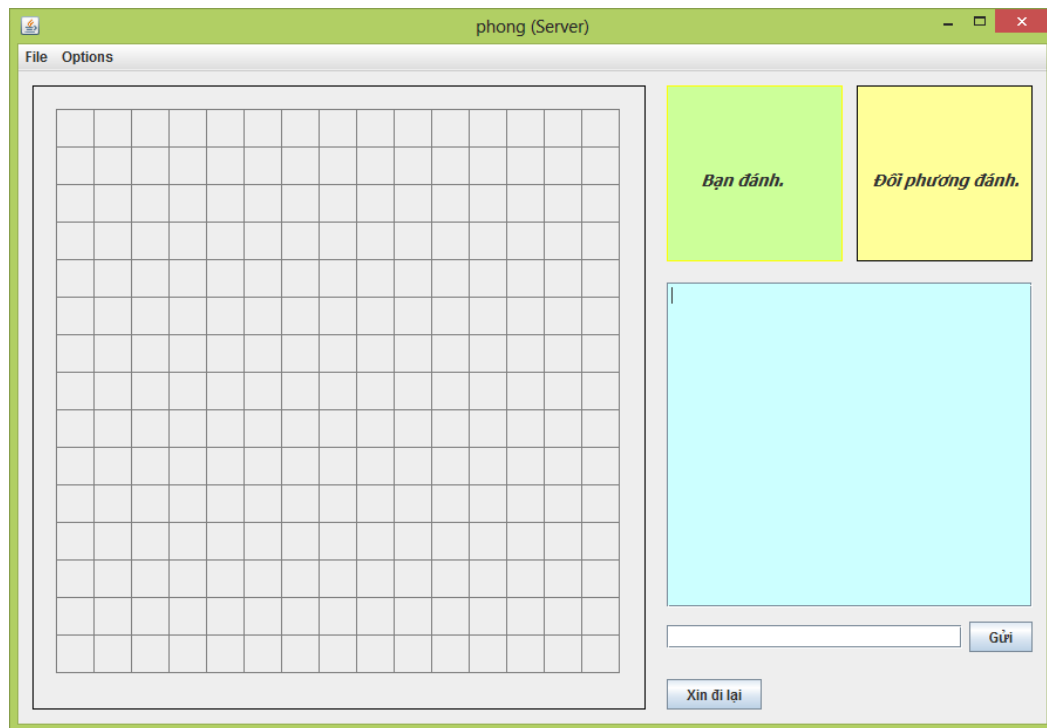 phong (Server)
File Options
Bạn đánh.
Đối phương đánh.
Gửi
Xin đi lại